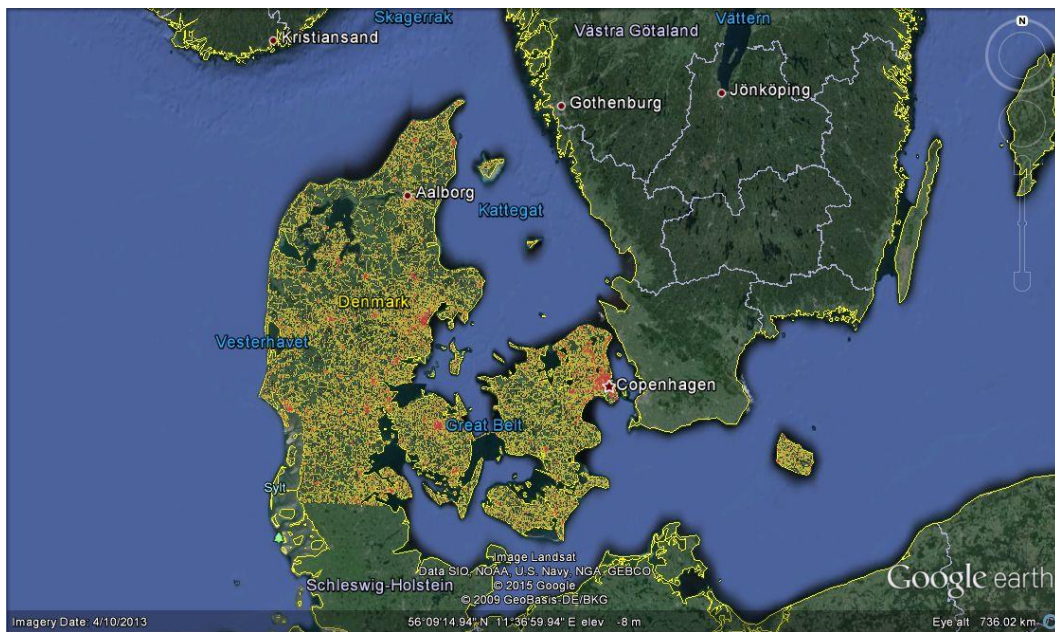 Skagerrak
Vättern
N
Kristiansand
Västra Götaland
Jönköping
Gothenburg
Aalborg
Kattegat
Denmark
Vesterhavet
Copenhagen
Great Belt
Sylt
Image Landsat
Data SIO, NOAA, U.S. Navy, NGA, GEBCO
© 2015 Google
© 2009 GeoBasis-DE/BKG
Schleswig-Holstein
Google earth
Imagery Date: 4/10/2013 56°09'14.94" N 11°36'59.94" E elev -8 m Eye alt 736.02 km